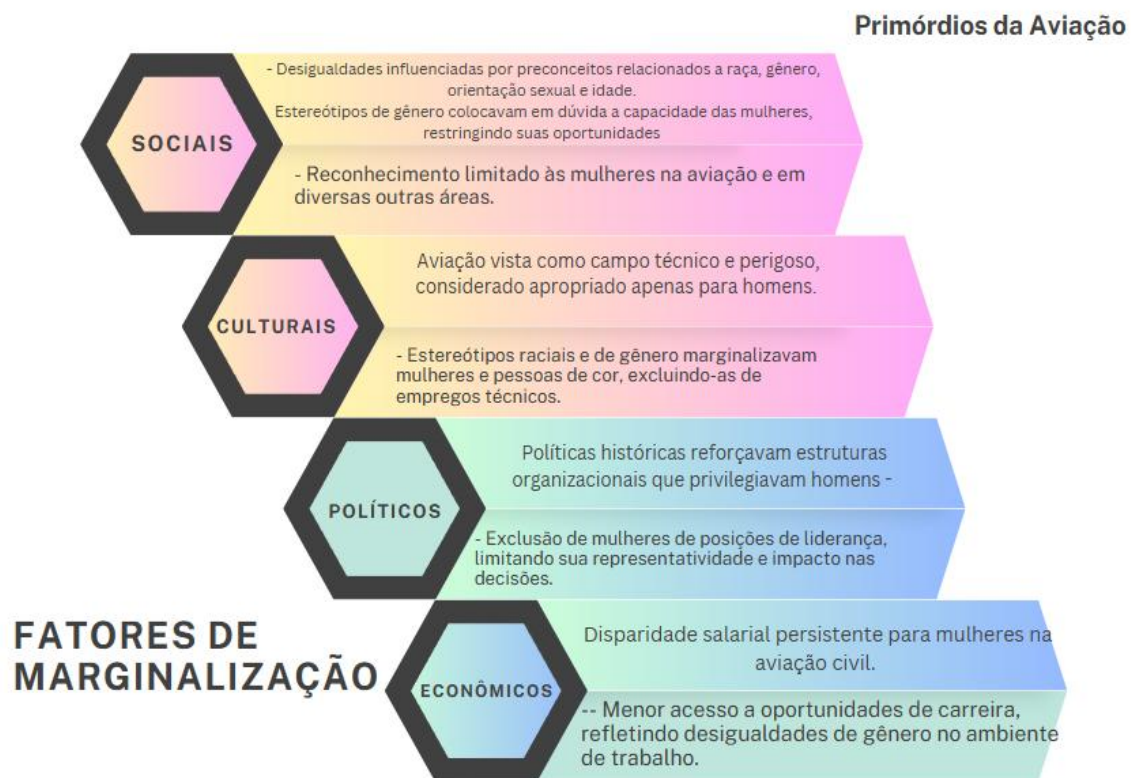 Primórdios da Aviação
SOCIAIS
- Desigualdades influenciadas por preconceitos relacionados a raça, gênero,
orientação sexual e idade.
Estereótipos de gênero colocavam em dúvida a capacidade das mulheres,
restringindo suas oportunidades
- Reconhecimento limitado às mulheres na aviação e em
diversas outras áreas.
CULTURAIS
Aviação vista como campo técnico e perigoso,
considerado apropriado apenas para homens.
- Estereótipos raciais e de gênero marginalizavam
mulheres e pessoas de cor, excluindo-as de
empregos técnicos.
POLÍTICOS
Políticas históricas reforçavam estruturas
organizacionais que privilegiavam homens -
- Exclusão de mulheres de posições de liderança,
limitando sua representatividade e impacto nas
decisões.
FATORES DE
MARGINALIZAÇÃO
ECONÔMICOS
Disparidade salarial persistente para mulheres na
aviação civil.
-- Menor acesso a oportunidades de carreira,
refletindo desigualdades de gênero no ambiente
de trabalho.